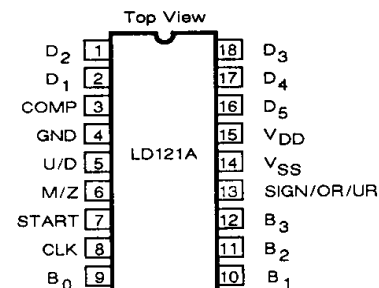 Top View
D2 1 18 D3
D1 2 17 D4
COMP 3 16 D5
GND 4 15 VDD
U/D 5 LD121A 14 VSS
M/Z 6 13 SIGN/OR/UR
START 7 12 B3
CLK 8 11 B2
B0 9 10 B1